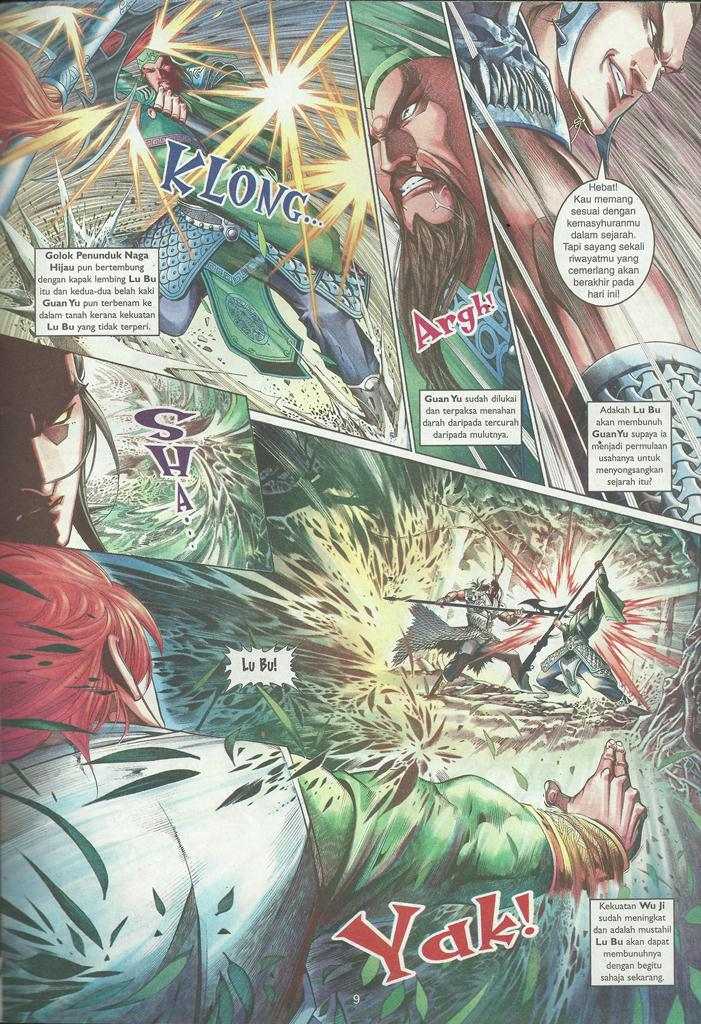 KLONG...
Golok Penunduk Naga
Hijau pun bertembung
dengan kapak lembing Lu Bu
itu dan kedua-dua belah kaki
Guan Yu pun terbenam ke
dalam tanah kerana kekuatan
Lu Bu yang tidak terperi.
Argh!
Guan Yu sudah dilukai
dan terpaksa menahan
darah daripada tercurah
daripada mulutnya.
Hebat!
Kau memang
sesuai dengan
kemasyhuranmu
dalam sejarah.
Tapi sayang sekali
riwayatmu yang
cemerlang akan
berakhir pada
hari ini!
Adakah Lu Bu
akan membunuh
Guan Yu supaya ia
menjadi permulaan
usahanya untuk
menyongsangkan
sejarah itu?
SHA...
Lu Bu!
Yak!
Kekuatan Wu Ji
sudah meningkat
dan adalah mustahil
Lu Bu akan dapat
membunuhnya
dengan begitu
sahaja sekarang.
9